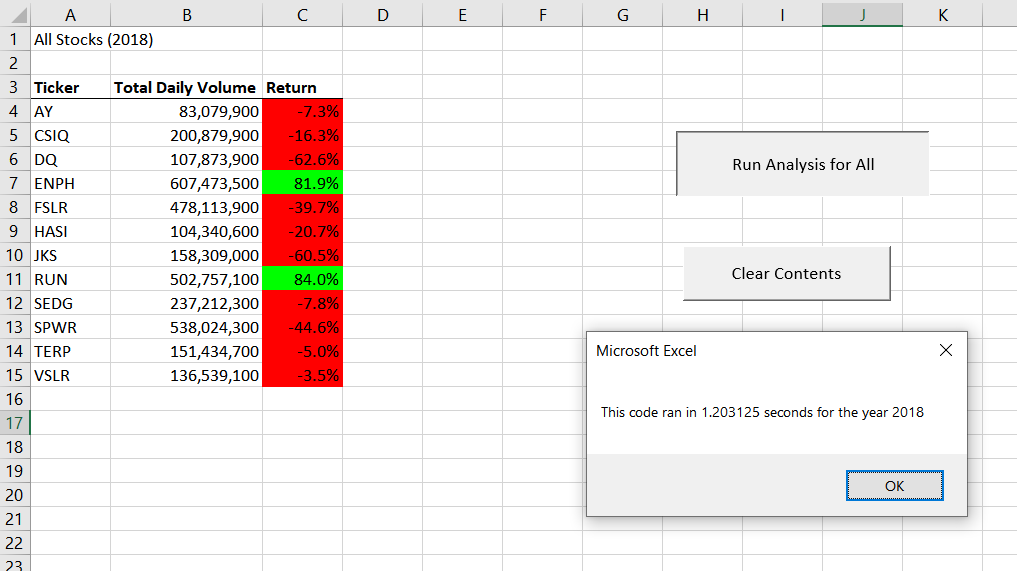 A B C D E F G H I J K
1 All Stocks (2018)
2
3 Ticker Total Daily Volume Return
4 AY 83,079,900 -7.3%
5 CSIQ 200,879,900 -16.3%
6 DQ 107,873,900 -62.6%
7 ENPH 607,473,500 81.9%
8 FSLR 478,113,900 -39.7%
9 HASI 104,340,600 -20.7%
10 JKS 158,309,000 -60.5%
11 RUN 502,757,100 84.0%
12 SEDG 237,212,300 -7.8%
13 SPWR 538,024,300 -44.6%
14 TERP 151,434,700 -5.0%
15 VSLR 136,539,100 -3.5%
16
17
18
19
20
21
22
23
Run Analysis for All
Clear Contents
Microsoft Excel
This code ran in 1.203125 seconds for the year 2018
OK